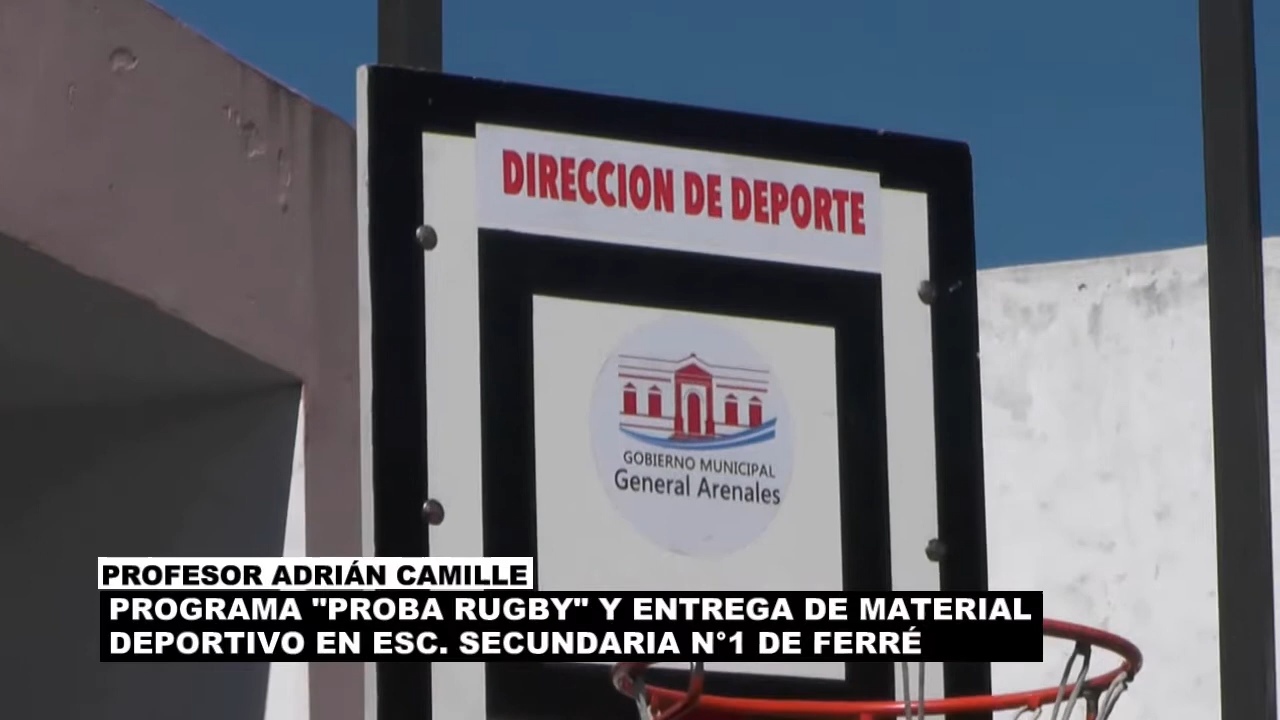 DIRECCION DE DEPORTE
GOBIERNO MUNICIPAL
General Arenales
PROFESOR ADRIÁN CAMILLE
PROGRAMA "PROBA RUGBY" Y ENTREGA DE MATERIAL
DEPORTIVO EN ESC. SECUNDARIA N°1 DE FERRÉ